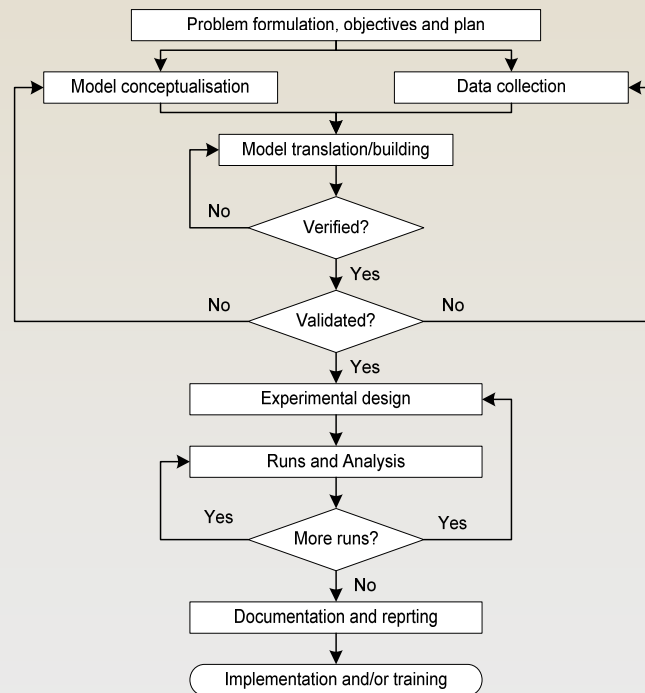 Problem formulation, objectives and plan
Model conceptualisation
Data collection
Model translation/building
No
Verified?
Yes
No
Validated?
No
Yes
Experimental design
Runs and Analysis
Yes
More runs?
Yes
No
Documentation and reprting
Implementation and/or training